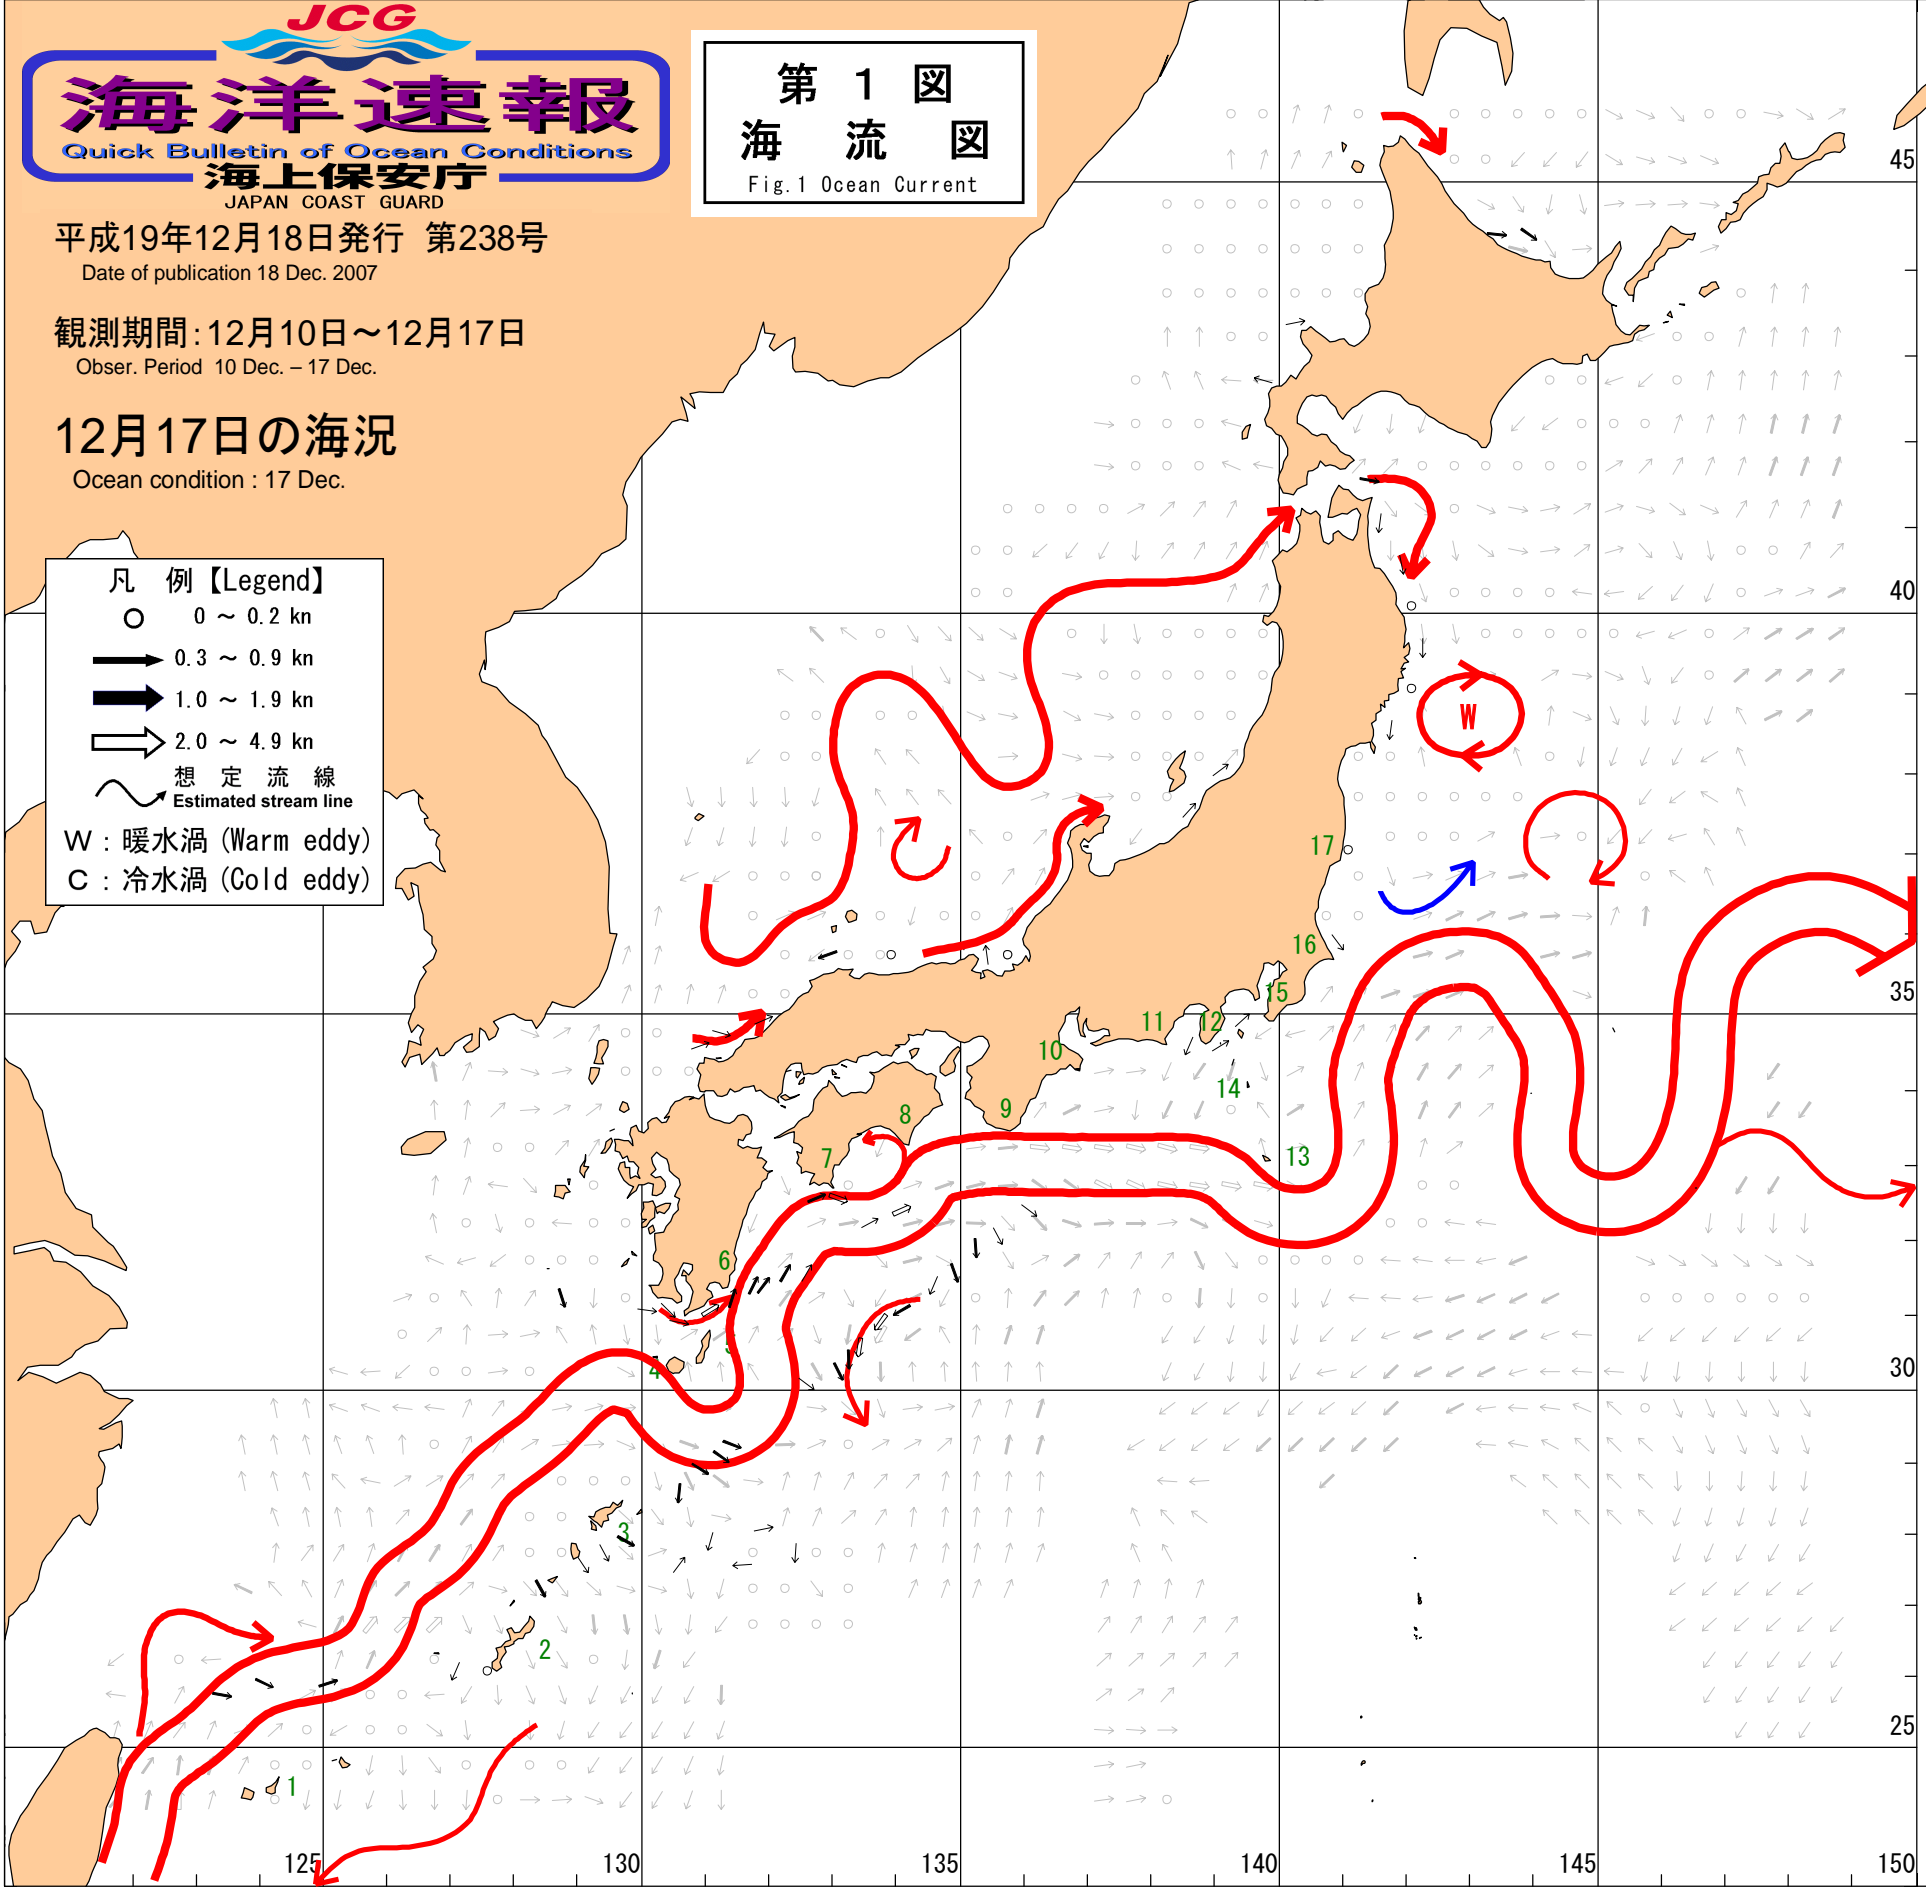 JCG
海洋速報
Quick Bulletin of Ocean Conditions
海上保安庁
JAPAN COAST GUARD
平成19年12月18日発行 第238号
Date of publication 18 Dec. 2007
観測期間:12月10日～12月17日
Obser. Period 10 Dec. – 17 Dec.
12月17日の海況
Ocean condition : 17 Dec.
第 1 図
海 流 図
Fig.1 Ocean Current
凡 例【Legend】
0 ～ 0.2 kn
0.3 ～ 0.9 kn
1.0 ～ 1.9 kn
2.0 ～ 4.9 kn
想 定 流 線
Estimated stream line
W : 暖水渦 (Warm eddy)
C : 冷水渦 (Cold eddy)
45
40
W
17
16
35
15
11
12
10
14
9
8
7
13
6
5
4
30
3
2
25
1
125
130
135
140
145
150